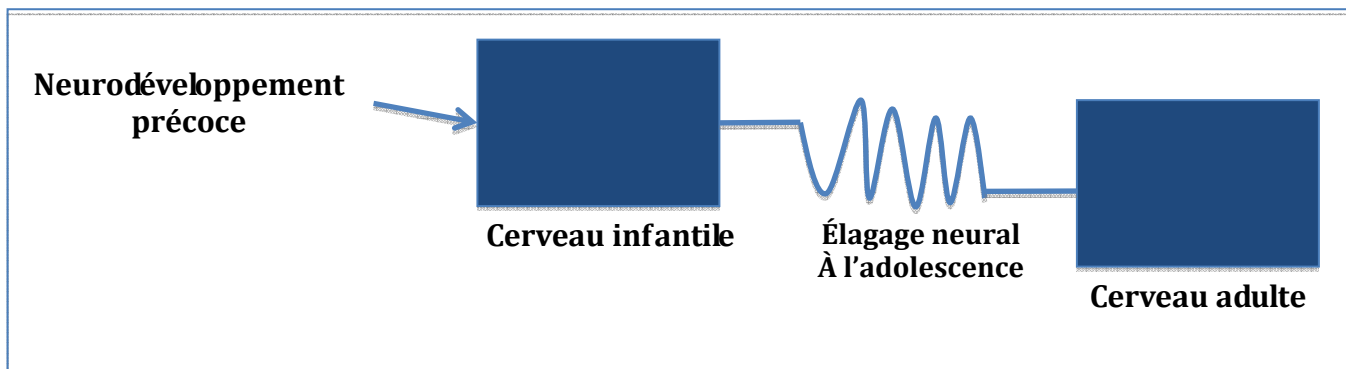 Neurodéveloppement
précoce
Cerveau infantile
Élagage neural
À l'adolescence
Cerveau adulte